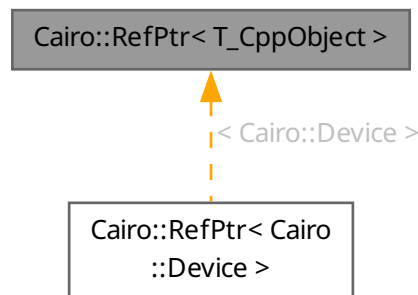 Cairo::RefPtr< T_CppObject >
< Cairo::Device >
Cairo::RefPtr< Cairo
::Device >